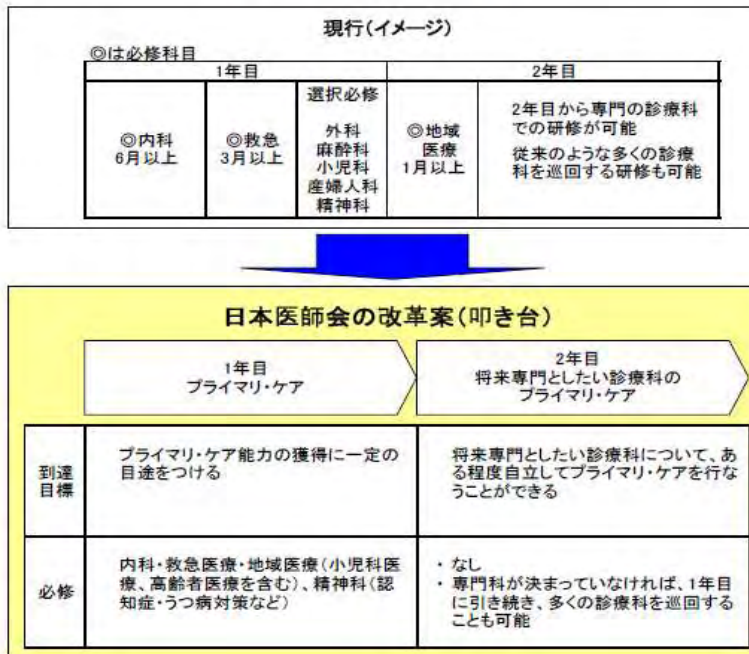 現行(イメージ)
◎は必修科目
1年目
2年目
◎内科
6月以上
◎救急
3月以上
選択必修
外科
麻酔科
小児科
産婦人科
精神科
◎地域
医療
1月以上
2年目から専門の診療科
での研修が可能
従来のような多くの診療
科を巡回する研修も可能
日本医師会の改革案(叩き台)
1年目
プライマリ・ケア
2年目
将来専門としたい診療科の
プライマリ・ケア
到達
目標
プライマリ・ケア能力の獲得に一定の
目途をつける
将来専門としたい診療科について、あ
る程度自立してプライマリ・ケアを行な
うことができる
必修
内科・救急医療・地域医療(小児科医
療、高齢者医療を含む)、精神科(認
知症・うつ病対策など)
・ なし
・ 専門科が決まっていなければ、1年目
に引き続き、多くの診療科を巡回する
ことも可能